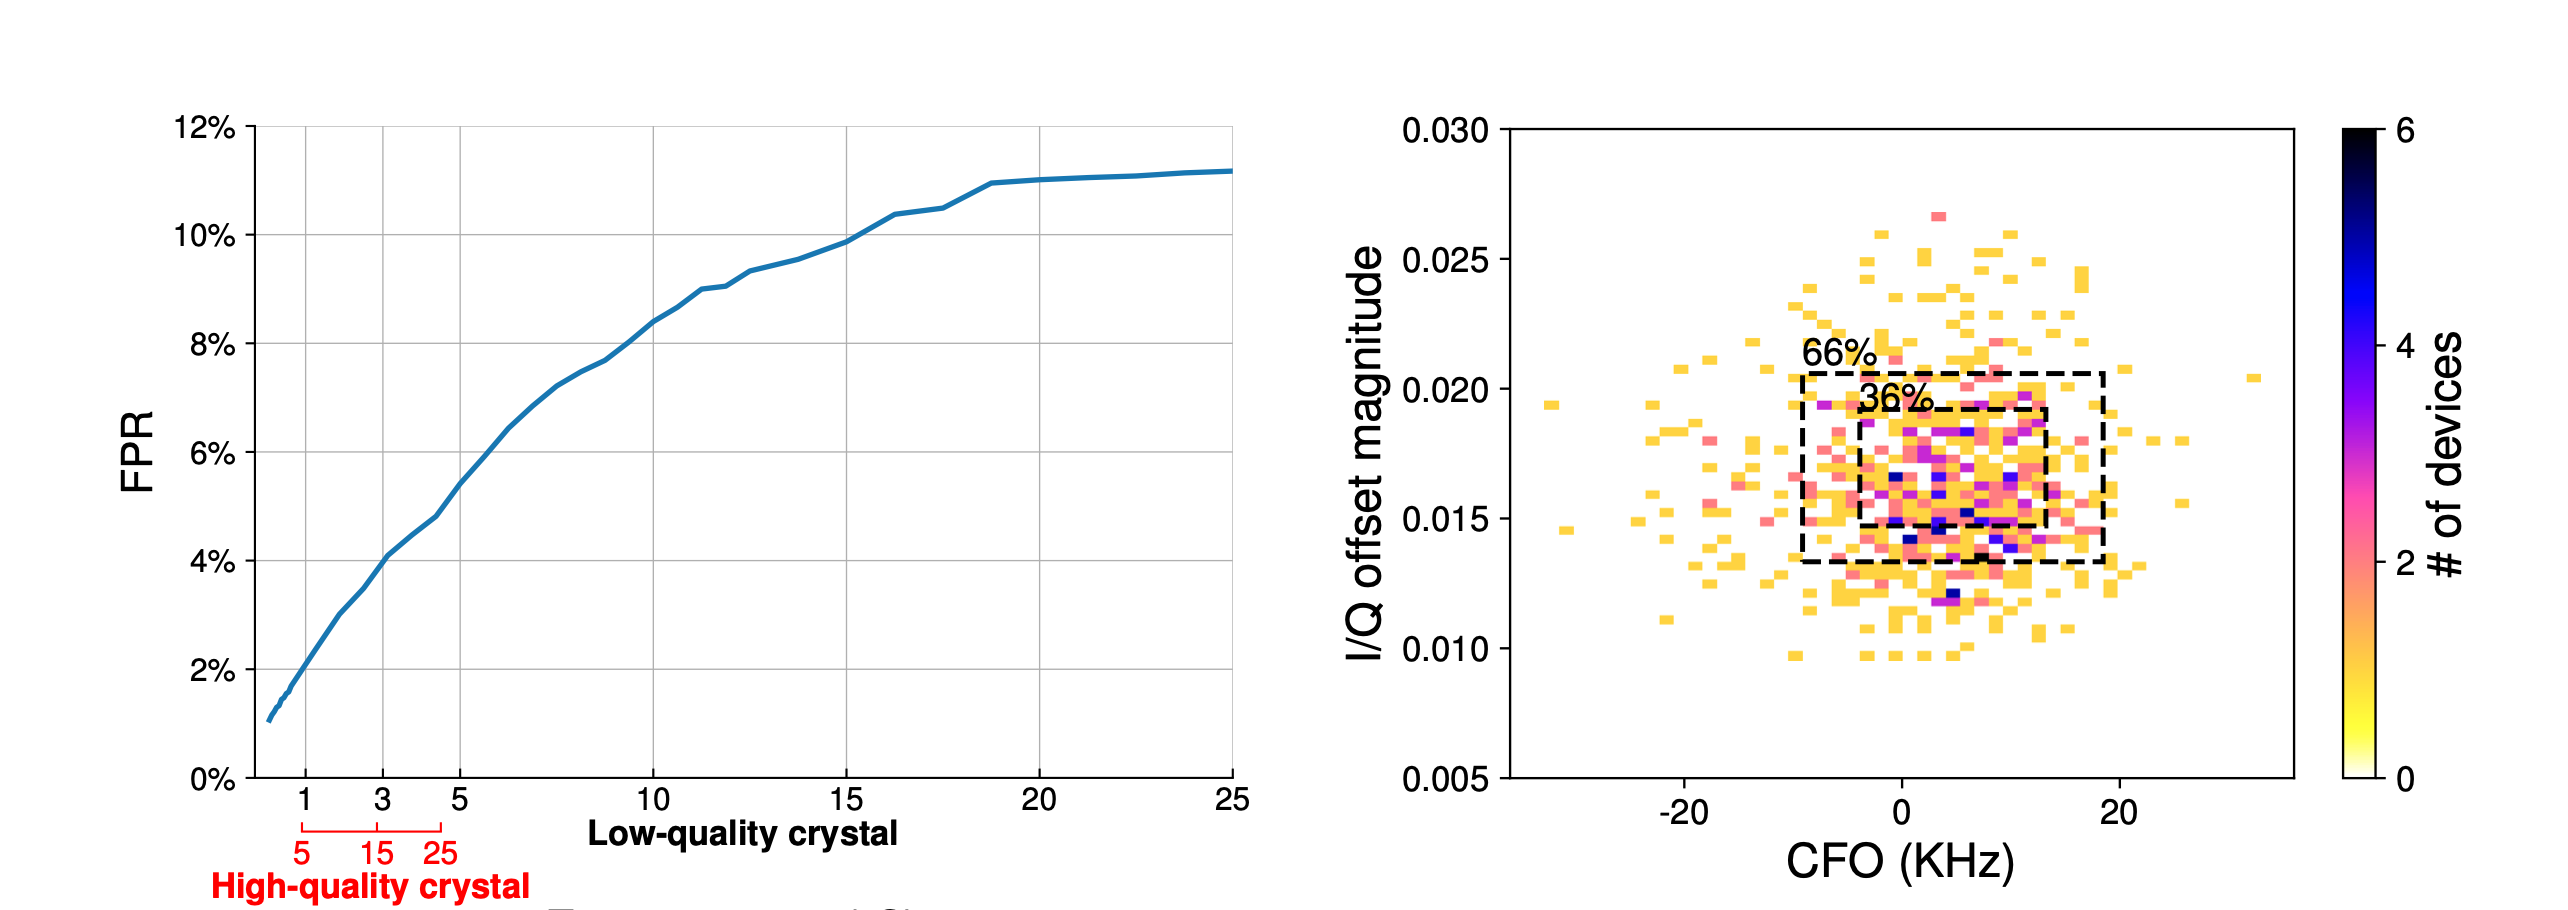 12%
10%
8%
6%
4%
2%
0%
FPR
1 3 5 10 15 20 25
Low-quality crystal
5 15 25
High-quality crystal
0.030
0.025
0.020
0.015
0.010
0.005
I/Q offset magnitude
66%
36%
-20 0 20
CFO (KHz)
6
4
2
0
# of devices